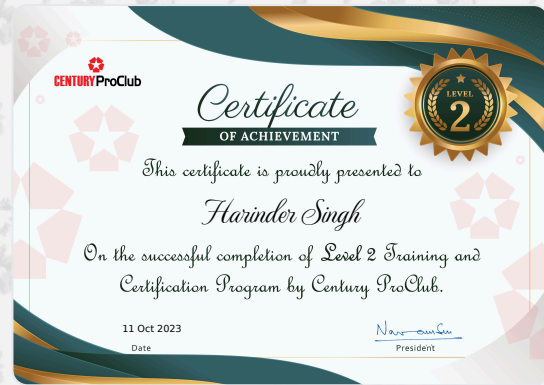 CENTURY ProClub
LEVEL
2
Certificate
OF ACHIEVEMENT
This certificate is proudly presented to
Harinder Singh
On the successful completion of Level 2 Training and
Certification Program by Century ProClub.
11 Oct 2023
Date
President